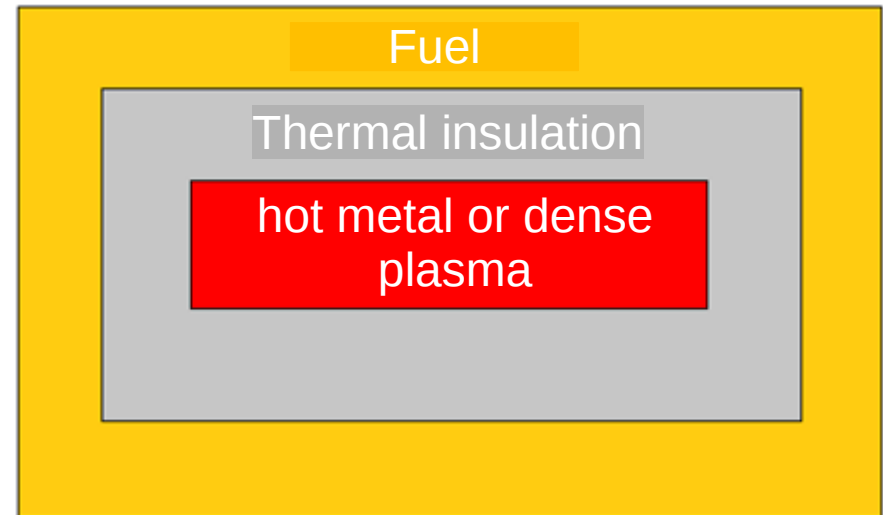 Fuel
Thermal insulation
hot metal or dense
plasma